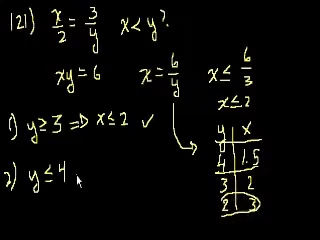 121) x/2 = 3/y   x < y?
xy = 6   x = 6/y   x ≤ 6/3
x ≤ 2
1) y ≥ 3 ⇒ x ≤ 2 ✓
y | x
4 | 1.5
3 | 2
2 | 3
2) y ≤ 4